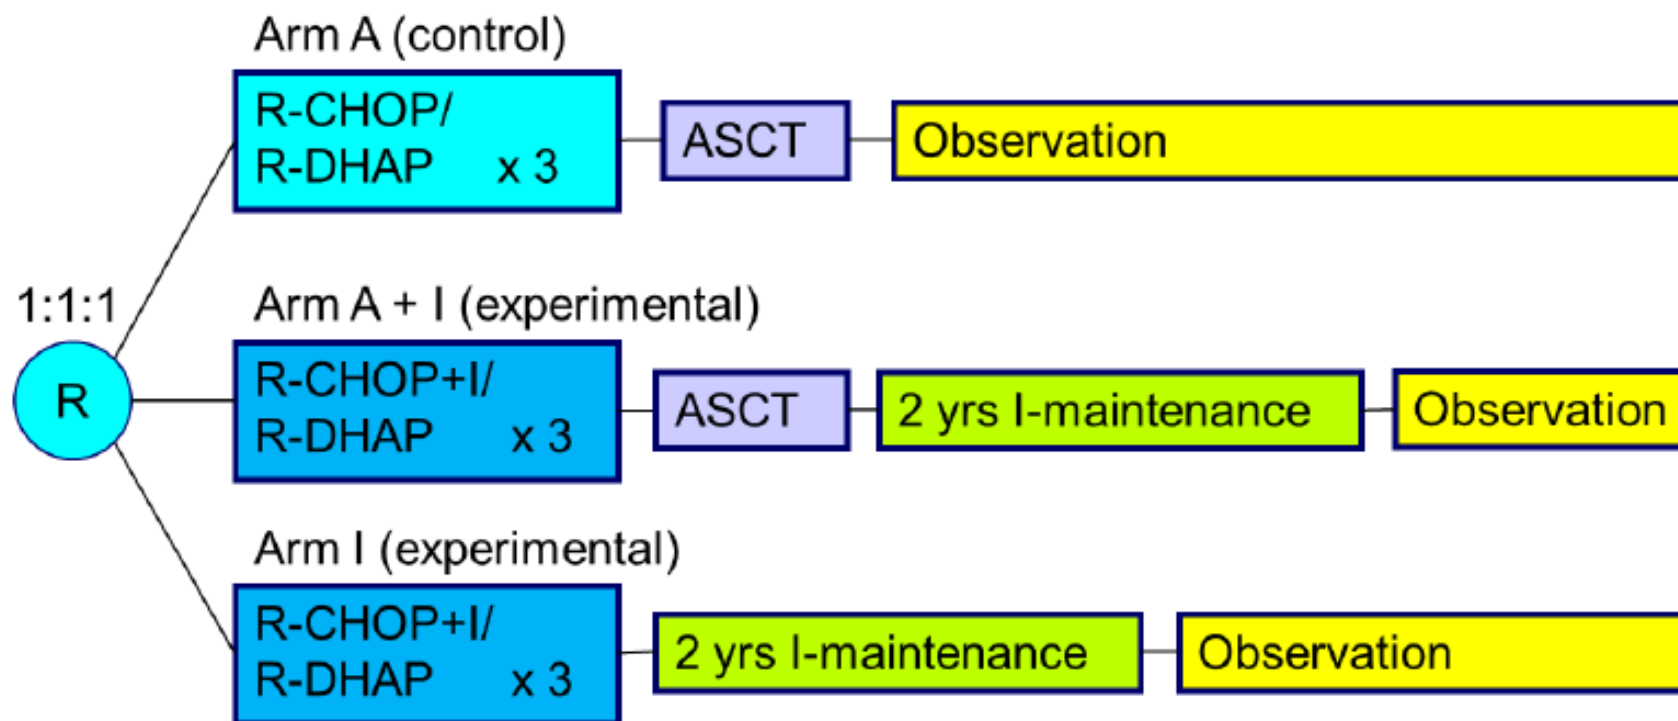 Arm A (control)
R-CHOP/
R-DHAP x 3
ASCT
Observation
1:1:1
R
Arm A + I (experimental)
R-CHOP+I/
R-DHAP x 3
ASCT
2 yrs I-maintenance
Observation
Arm I (experimental)
R-CHOP+I/
R-DHAP x 3
2 yrs I-maintenance
Observation